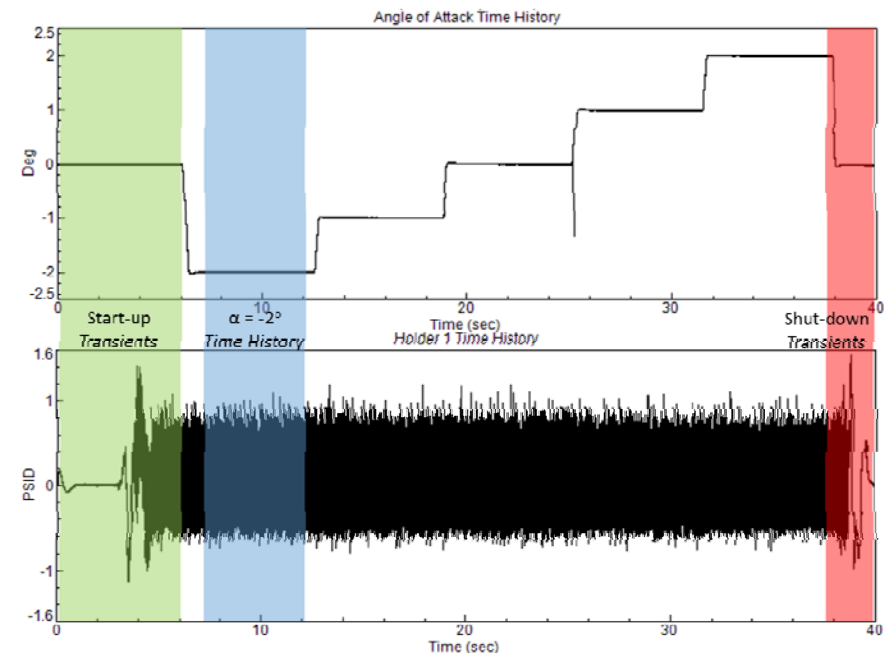 Angle of Attack Time History
2.5
2
1
0
-1
-2
-2.5
Deg
0
10
20
30
40
Time (sec)
Start-up
Transients
α = -2°
Time History
Shut-down
Transients
Holder 1 Time History
1.6
1
0
-1
-1.6
PSID
0
10
20
30
40
Time (sec)